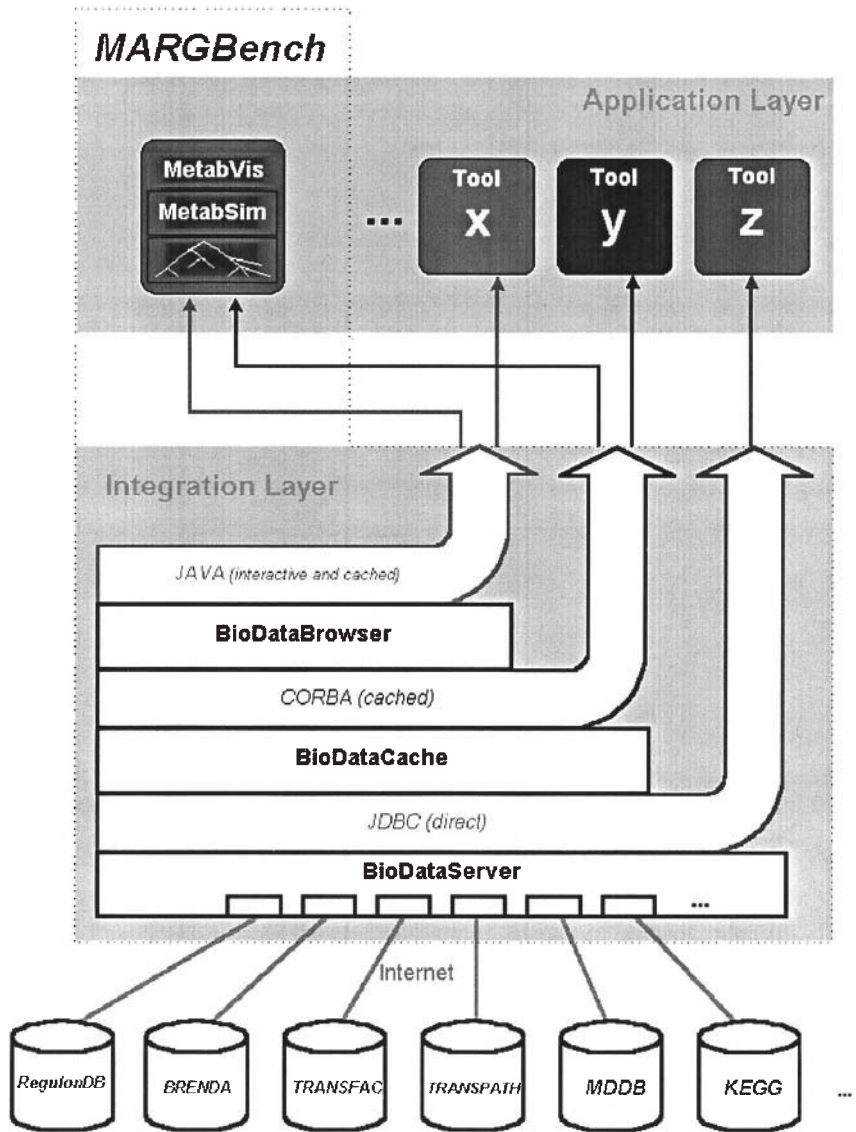 MARGBench
Application Layer
MetabVis
MetabSim
...
Tool
x
Tool
y
Tool
z
Integration Layer
JAVA (interactive and cached)
BioDataBrowser
CORBA (cached)
BioDataCache
JDBC (direct)
BioDataServer
...
Internet
RegulonDB
BRENDA
TRANSFAC
TRANSPATH
MDDB
KEGG
...